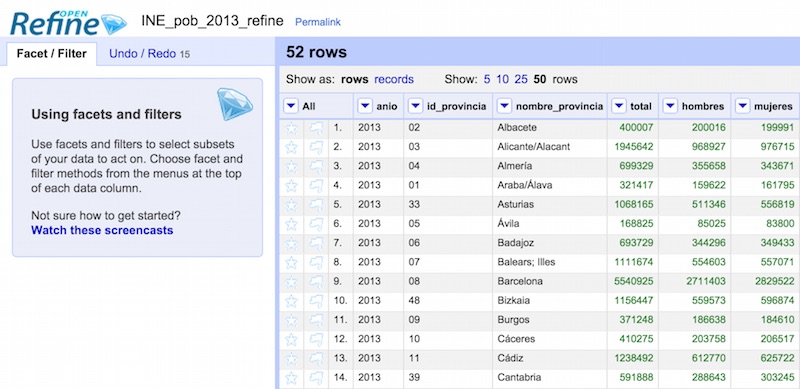 OPEN
Refine INE_pob_2013_refine Permalink
Facet / Filter Undo / Redo 15
52 rows
Show as: rows records Show: 5 10 25 50 rows
Using facets and filters
Use facets and filters to select subsets
of your data to act on. Choose facet and
filter methods from the menus at the top
of each data column.
Not sure how to get started?
Watch these screencasts
All anio id_provincia nombre_provincia total hombres mujeres
1. 2013 02 Albacete 400007 200016 199991
2. 2013 03 Alicante/Alacant 1945642 968927 976715
3. 2013 04 Almería 699329 355658 343671
4. 2013 01 Araba/Álava 321417 159622 161795
5. 2013 33 Asturias 1068165 511346 556819
6. 2013 05 Ávila 168825 85025 83800
7. 2013 06 Badajoz 693729 344296 349433
8. 2013 07 Balears; Illes 1111674 554603 557071
9. 2013 08 Barcelona 5540925 2711403 2829522
10. 2013 48 Bizkaia 1156447 559573 596874
11. 2013 09 Burgos 371248 186638 184610
12. 2013 10 Cáceres 410275 203758 206517
13. 2013 11 Cádiz 1238492 612770 625722
14. 2013 39 Cantabria 591888 288643 303245